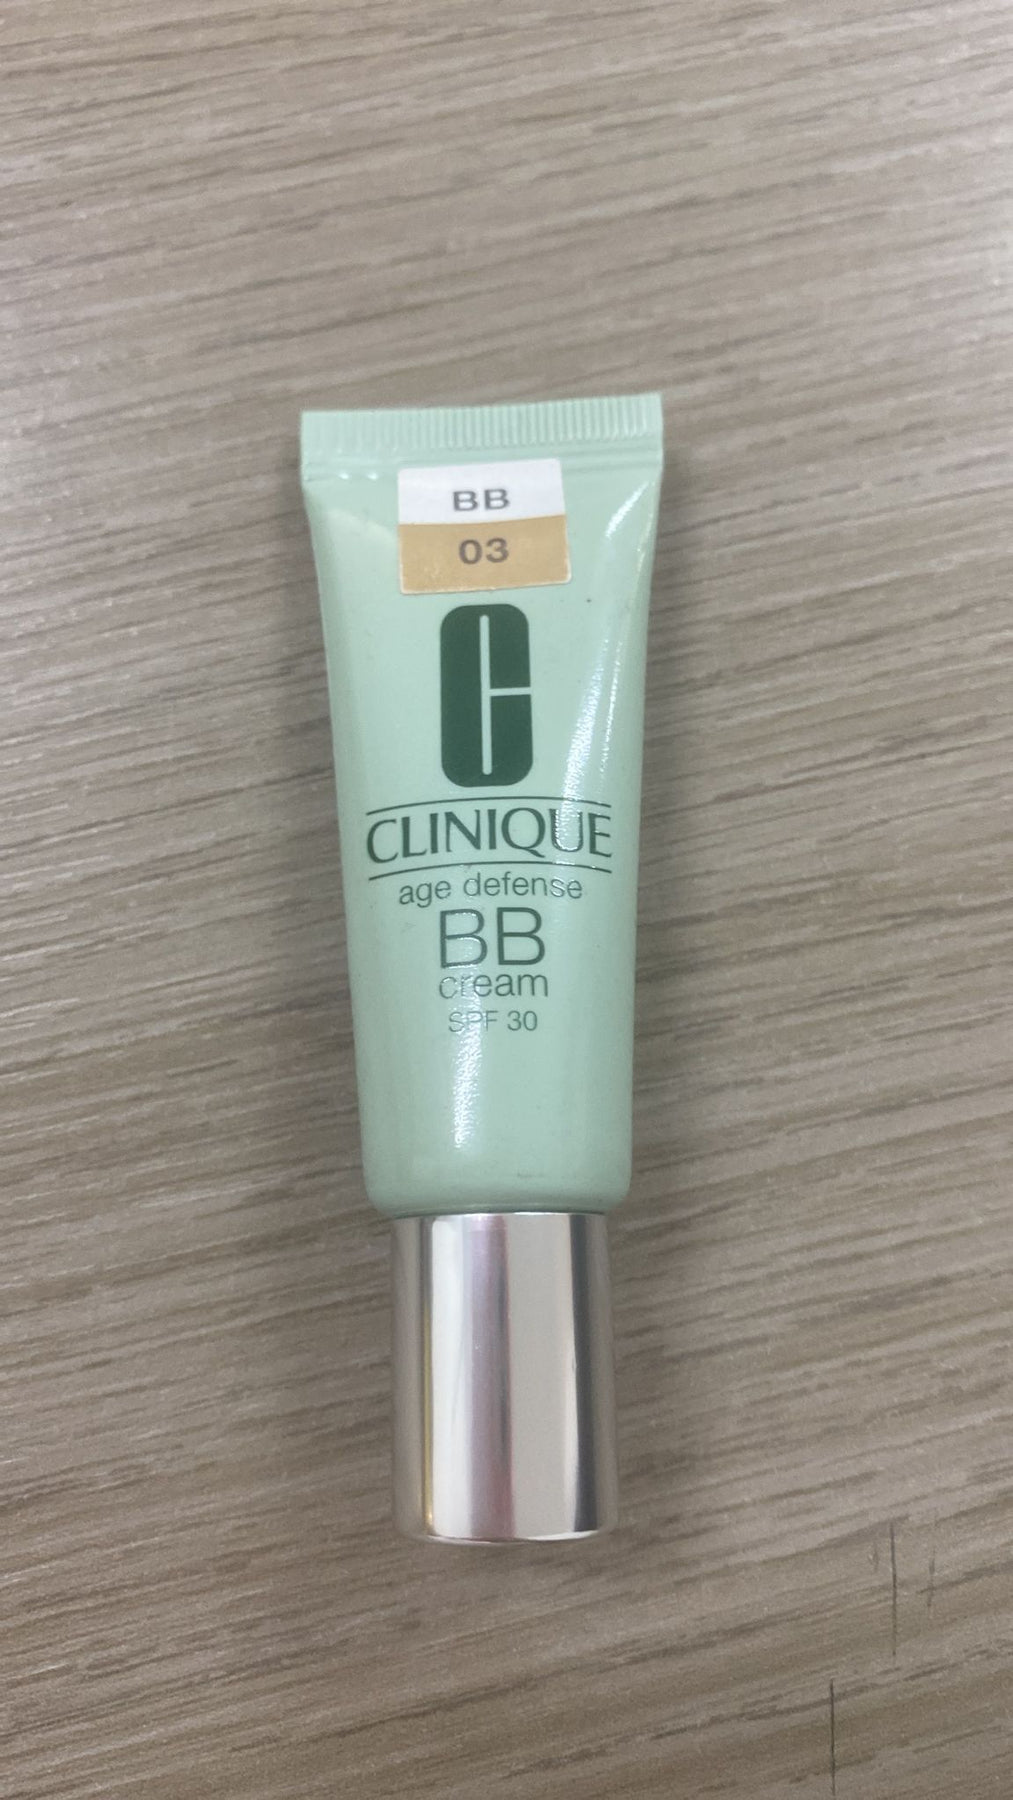 BB
03
CLINIQUE
age defense
BB
cream
SPF 30